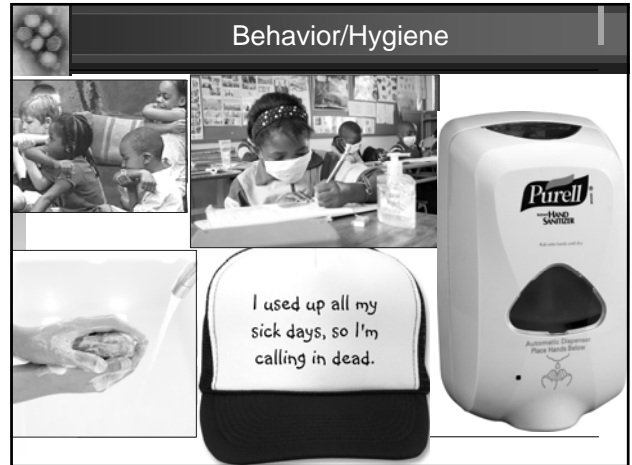 Behavior/Hygiene
Purell
HAND
SANITIZER
I used up all my
sick days, so I'm
calling in dead.
Automatic Dispenser
Place Hands Below